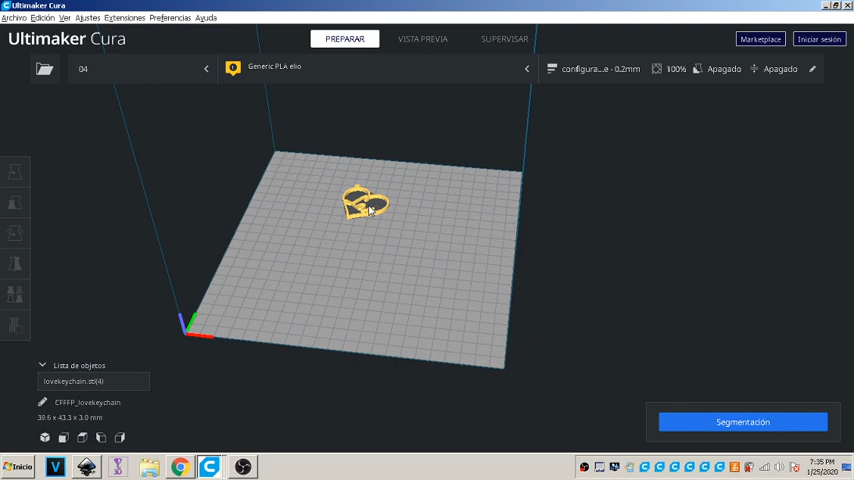 Ultimaker Cura
Archivo Edición Ver Ajustes Extensiones Preferencias Ayuda
Ultimaker Cura
PREPARAR VISTA PREVIA SUPERVISAR
Marketplace Iniciar sesión
04
Generic PLA elio
configura...e - 0.2mm 100% Apagado Apagado
Lista de objetos
lovekeychain.stl(4)
CFFFP_lovekeychain
39.6 x 43.3 x 3.0 mm
Segmentación
Inicio
7:35 PM
1/25/2020